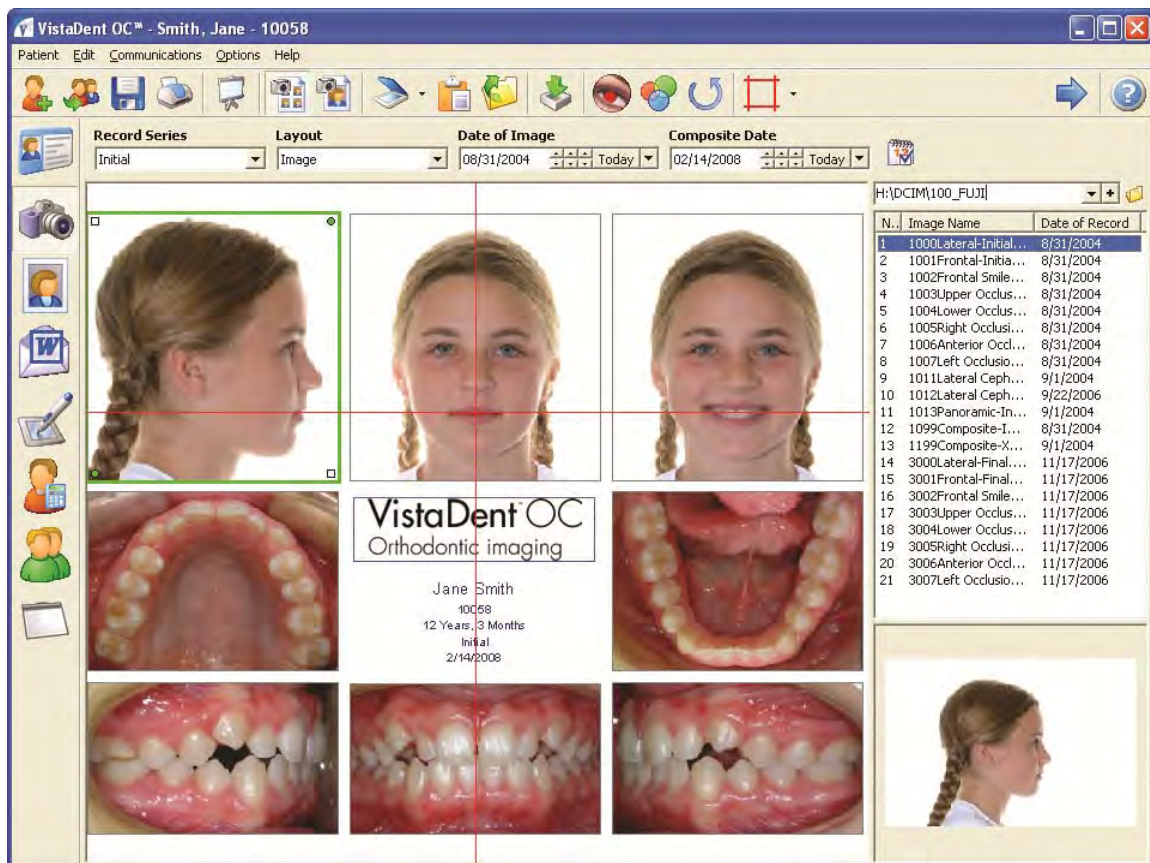 VistaDent OC™ - Smith, Jane - 10058
Patient Edit Communications Options Help
Record Series Layout Date of Image Composite Date
Initial Image 08/31/2004 Today 02/14/2008 Today
H:\DCIM\100_FUJI
N.. Image Name Date of Record
1 1000Lateral-Initial... 8/31/2004
2 1001Frontal-Initia... 8/31/2004
3 1002Frontal Smile... 8/31/2004
4 1003Upper Occlus... 8/31/2004
5 1004Lower Occlus... 8/31/2004
6 1005Right Occlusi... 8/31/2004
7 1006Anterior Occl... 8/31/2004
8 1007Left Occlusio... 8/31/2004
9 1011Lateral Ceph... 9/1/2004
10 1012Lateral Ceph... 9/22/2006
11 1013Panoramic-In... 9/1/2004
12 1099Composite-I... 8/31/2004
13 1199Composite-X... 9/1/2004
14 3000Lateral-Final.... 11/17/2006
15 3001Frontal-Final... 11/17/2006
16 3002Frontal Smile... 11/17/2006
17 3003Upper Occlus... 11/17/2006
18 3004Lower Occlus... 11/17/2006
19 3005Right Occlusi... 11/17/2006
20 3006Anterior Occl... 11/17/2006
21 3007Left Occlusio... 11/17/2006
VistaDent™ OC
Orthodontic imaging
Jane Smith
10058
12 Years, 3 Months
Initial
2/14/2008